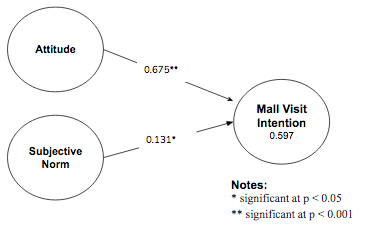 Attitude
0.675**
Mall Visit
Intention
0.597
0.131*
Subjective
Norm
Notes:
* significant at p < 0.05
** significant at p < 0.001